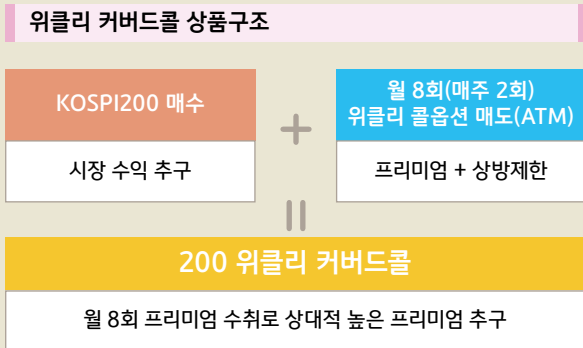 위클리 커버드콜 상품구조
KOSPI200 매수
시장 수익 추구
+
월 8회(매주 2회)
위클리 콜옵션 매도(ATM)
프리미엄 + 상방제한
200 위클리 커버드콜
월 8회 프리미엄 수취로 상대적 높은 프리미엄 추구